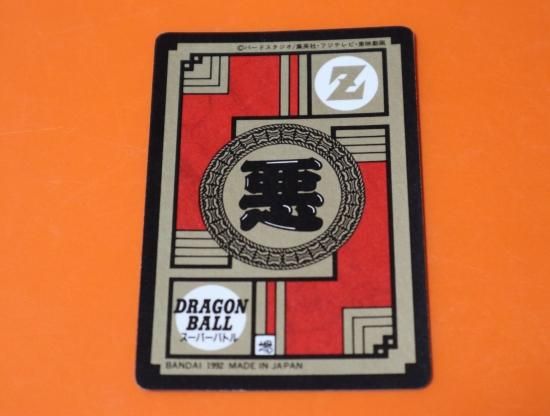 ©バードスタジオ/集英社・フジテレビ・東映動画
Z
悪
DRAGON
BALL
スーパーバトル
BANDAI 1992 MADE IN JAPAN